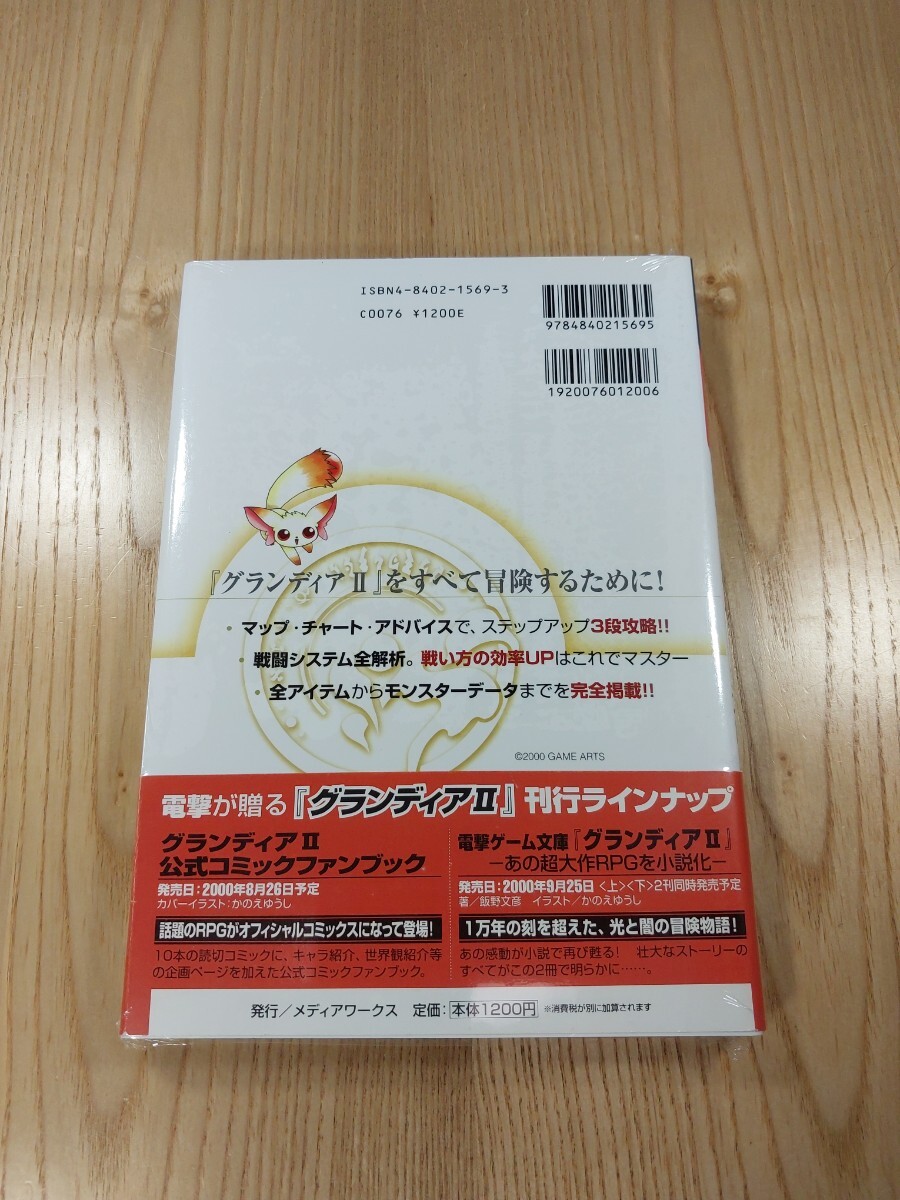 ISBN4-8402-1569-3
C0076 ¥1200E
9784840215695
1920076012006
『グランディアⅡ』をすべて冒険するために!
・マップ・チャート・アドバイスで、ステップアップ3段攻略!!
・戦闘システム全解析。戦い方の効率UPはこれでマスター
・全アイテムからモンスターデータまでを完全掲載!!
©2000 GAME ARTS
電撃が贈る『グランディアⅡ』刊行ラインナップ
グランディアⅡ
公式コミックファンブック
発売日:2000年8月26日予定
カバーイラスト:かのえゆうし
話題のRPGがオフィシャルコミックスになって登場!
10本の読切コミックに、キャラ紹介、世界観紹介等
の企画ページを加えた公式コミックファンブック。
電撃ゲーム文庫『グランディアⅡ』
−あの超大作RPGを小説化−
発売日:2000年9月25日〈上〉〈下〉2刊同時発売予定
著/飯野文彦 イラスト/かのえゆうし
1万年の刻を超えた、光と闇の冒険物語!
あの感動が小説で再び甦る! 壮大なストーリーの
すべてがこの2冊で明らかに……。
発行/メディアワークス 定価:本体1200円 ※消費税が別に加算されます